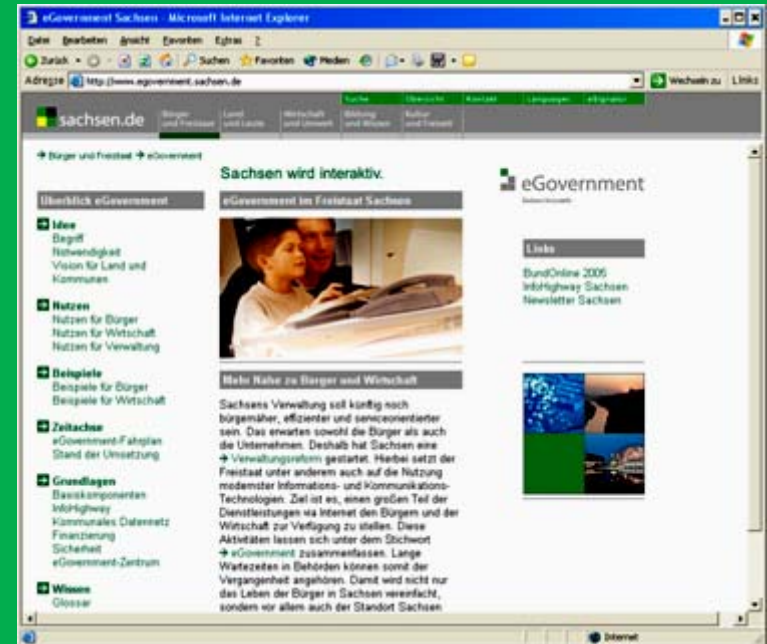 eGovernment Sachsen - Microsoft Internet Explorer
Datei Bearbeiten Ansicht Favoriten Extras ?
Zurück Suchen Favoriten Medien
Adresse http://www.egovernment.sachsen.de Wechseln zu Links
Suche Übersicht Kontakt Languages eSignatur
sachsen.de
Bürger und Freistaat
Land und Leute
Wirtschaft und Umwelt
Bildung und Wissen
Kultur und Freizeit
Bürger und Freistaat eGovernment
Überblick eGovernment
Idee
Begriff
Notwendigkeit
Vision für Land und
Kommunen
Nutzen
Nutzen für Bürger
Nutzen für Wirtschaft
Nutzen für Verwaltung
Beispiele
Beispiele für Bürger
Beispiele für Wirtschaft
Zeitachse
eGovernment-Fahrplan
Stand der Umsetzung
Grundlagen
Basiskomponenten
InfoHighway
Kommunales Datennetz
Finanzierung
Sicherheit
eGovernment-Zentrum
Wissen
Glossar
Sachsen wird interaktiv.
eGovernment im Freistaat Sachsen
Mehr Nähe zu Bürger und Wirtschaft
Sachsens Verwaltung soll künftig noch
bürgernäher, effizienter und serviceorientierter
sein. Das erwarten sowohl die Bürger als auch
die Unternehmen. Deshalb hat Sachsen eine
Verwaltungsreform gestartet. Hierbei setzt der
Freistaat unter anderem auch auf die Nutzung
modernster Informations- und Kommunikations-
Technologien. Ziel ist es, einen großen Teil der
Dienstleistungen via Internet den Bürgern und der
Wirtschaft zur Verfügung zu stellen. Diese
Aktivitäten lassen sich unter dem Stichwort
eGovernment zusammenfassen. Lange
Wartezeiten in Behörden können somit der
Vergangenheit angehören. Damit wird nicht nur
das Leben der Bürger in Sachsen vereinfacht,
sondern vor allem auch der Standort Sachsen
eGovernment
Links
BundOnline 2005
InfoHighway Sachsen
Newsletter Sachsen
Internet